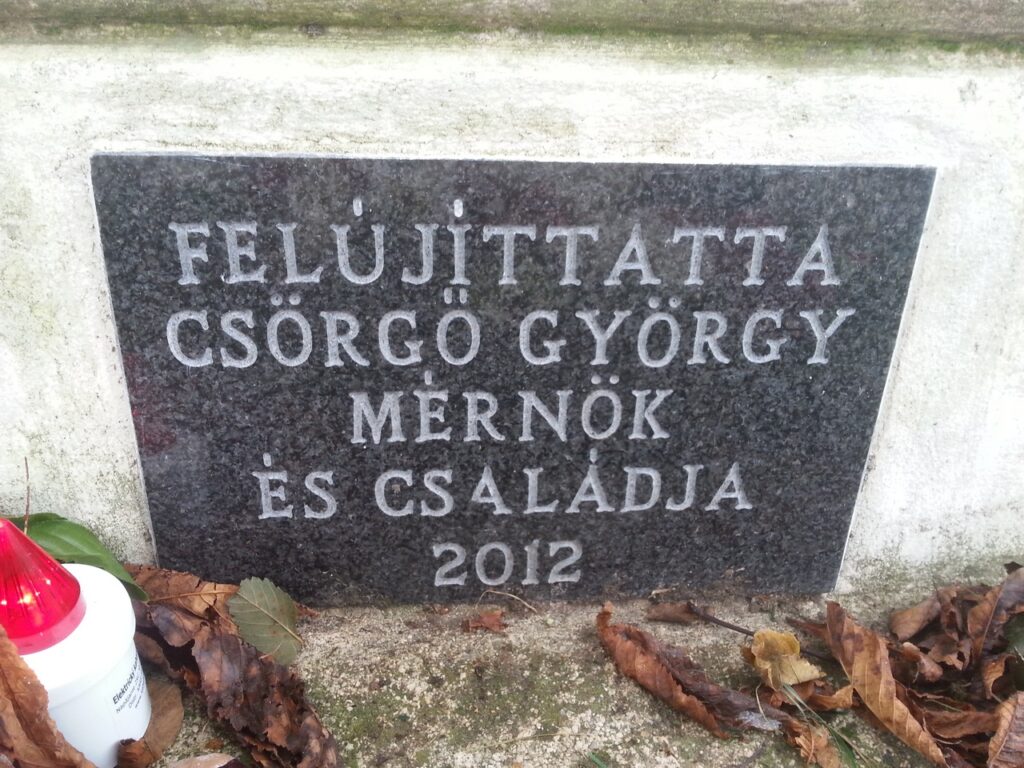 FELÚJÍTTATTA
CSÖRGŐ GYÖRGY
MÉRNÖK
ÉS CSALÁDJA
2012